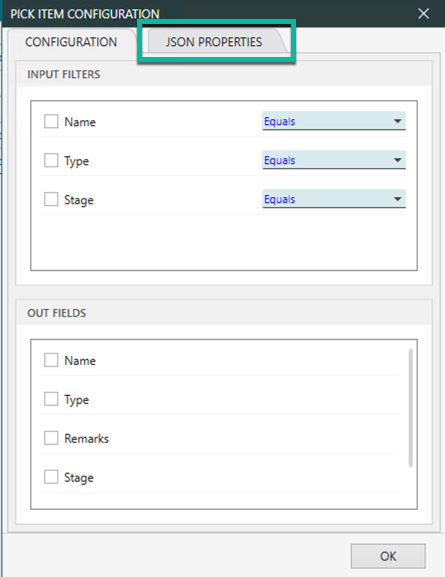 PICK ITEM CONFIGURATION
CONFIGURATION JSON PROPERTIES
INPUT FILTERS
Name Equals
Type Equals
Stage Equals
OUT FIELDS
Name
Type
Remarks
Stage
OK